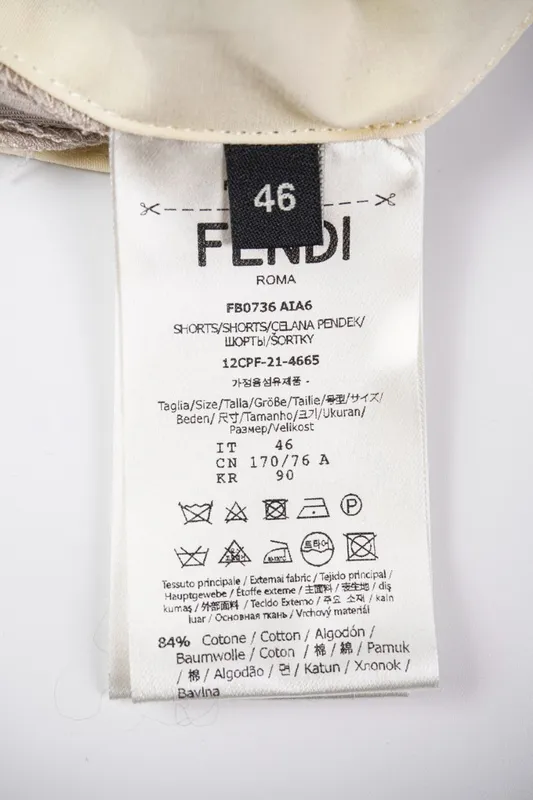 46
FENDI
ROMA
FB0736 AIA6
SHORTS/SHORTS/CELANA PENDEK/
ШОРТЫ/ŠORTKY
12CPF-21-4665
가정용섬유제품 -
Taglia/Size/Talla/Größe/Taille/号型/サイズ/
Beden/尺寸/Tamanho/크기/Ukuran/
Размер/Velikost
IT 46
CN 170/76 A
KR 90
P
드라이
Tessuto principale / External fabric / Tejido principal /
Hauptgewebe / Étoffe externe / 主面料 / 表生地 / dış
kumaş / 外部面料 / Tecido Externo / 주요 소재 / kain
luar / Основная ткань / Vrchový materiál
84% Cotone / Cotton / Algodón /
Baumwolle / Coton / 棉 / 綿 / Pamuk
/ 棉 / Algodão / 면 / Katun / Хлопок /
Bavlna